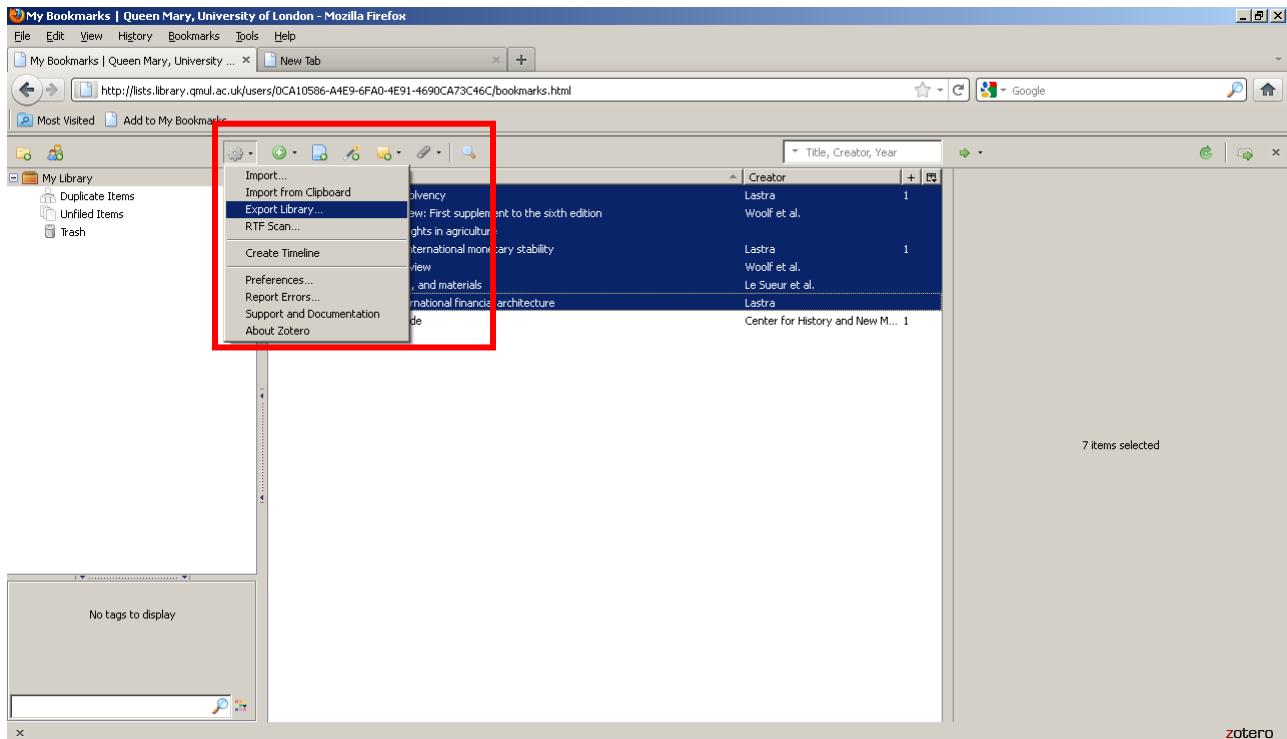 My Bookmarks | Queen Mary, University of London - Mozilla Firefox
File Edit View History Bookmarks Tools Help
My Bookmarks | Queen Mary, University ... New Tab
http://lists.library.qmul.ac.uk/users/0CA10586-A4E9-6FA0-4E91-4690CA73C46C/bookmarks.html Google
Most Visited Add to My Bookmarks
Title, Creator, Year
My Library
Duplicate Items
Unfiled Items
Trash
Import...
Import from Clipboard
Export Library...
RTF Scan...
Create Timeline
Preferences...
Report Errors...
Support and Documentation
About Zotero
Creator
olvency Lastra 1
ew: First supplement to the sixth edition Woolf et al.
ghts in agriculture
nternational monetary stability Lastra 1
view Woolf et al.
, and materials Le Sueur et al.
rnational financial architecture Lastra
de Center for History and New M... 1
7 items selected
No tags to display
zotero